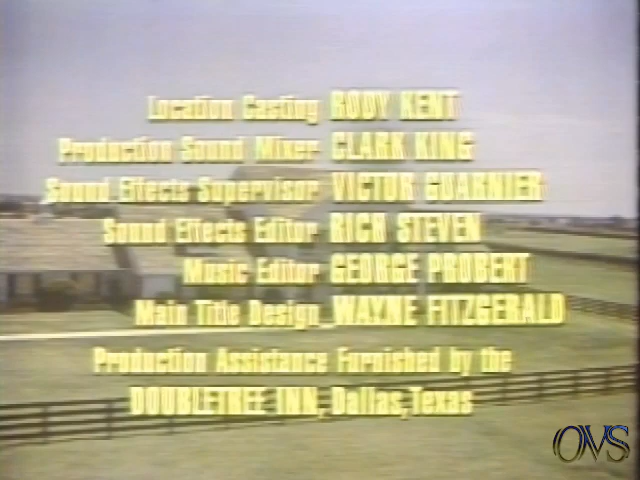 Location Casting RODY KENT
Production Sound Mixer CLARK KING
Sound Effects Supervisor VICTOR GUARNIER
Sound Effects Editor RICH STEVEN
Music Editor GEORGE PROBERT
Main Title Design WAYNE FITZGERALD
Production Assistance Furnished by the
DOUBLETREE INN, Dallas, Texas
OVS